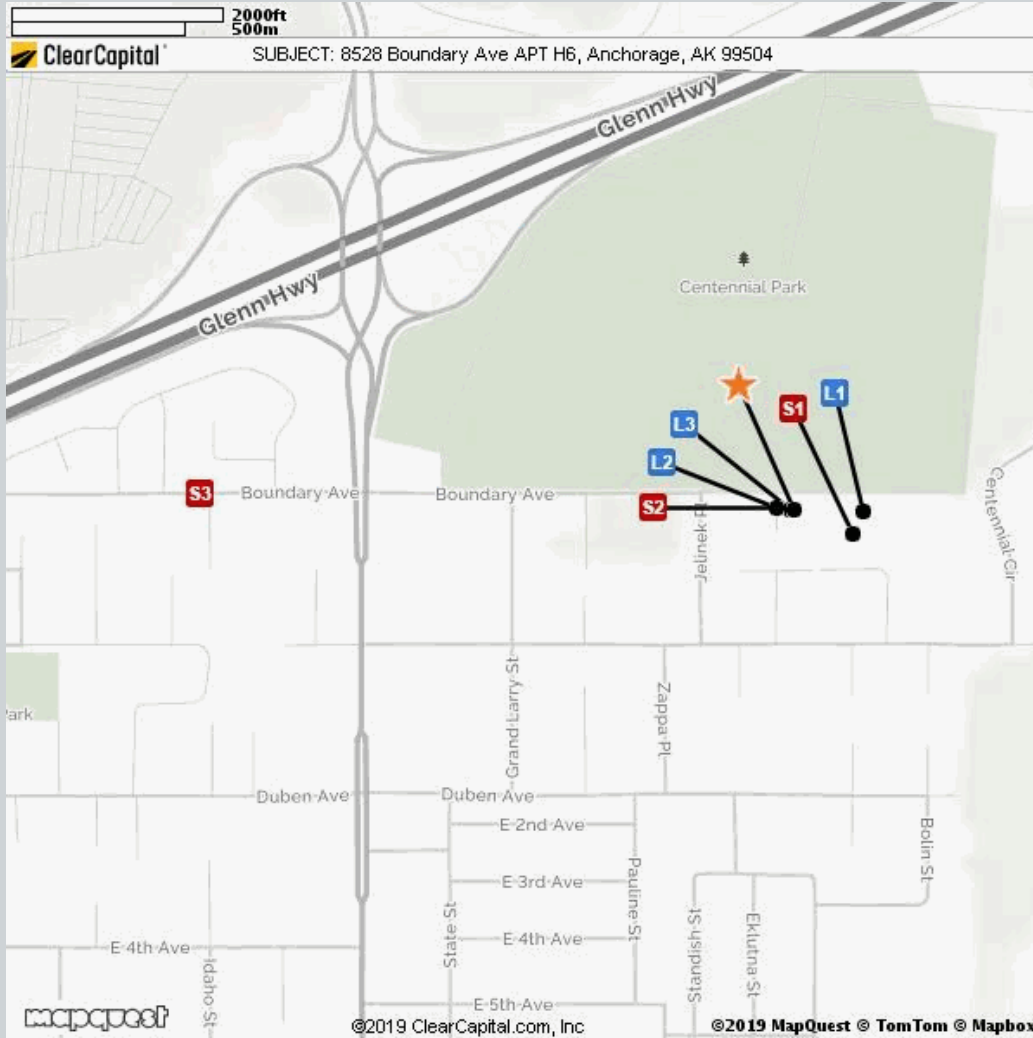 2000ft
500m
ClearCapital
SUBJECT: 8528 Boundary Ave APT H6, Anchorage, AK 99504
Glenn Hwy
Centennial Park
Glenn Hwy
L1
S1
L3
L2
S3
Boundary Ave
Boundary Ave
S2
Centennial Cir
Grand Larry St
Zappa Pl
Park
Duben Ave
Duben Ave
E 2nd Ave
Bolin St
E 3rd Ave
Pauline St
State St
E 4th Ave
Stanpish St
Eklutna St
E 4th Ave
Idaho St
E 5th Ave
mapquest
©2019 ClearCapital.com, Inc
©2019 MapQuest © TomTom © Mapbox